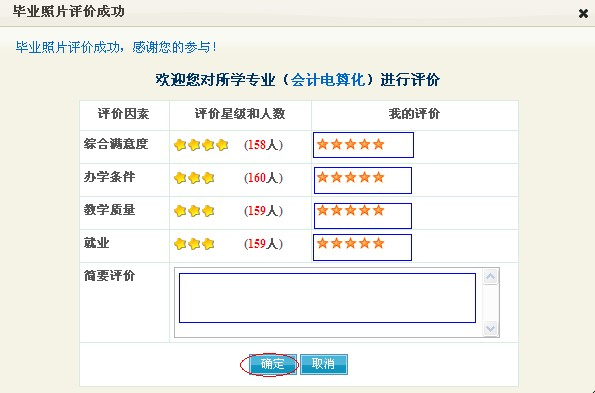 毕业照片评价成功
毕业照片评价成功，感谢您的参与！
欢迎您对所学专业（会计电算化）进行评价
评价因素 评价星级和人数 我的评价
综合满意度 (158人)
办学条件 (160人)
教学质量 (159人)
就业 (159人)
简要评价
确定 取消